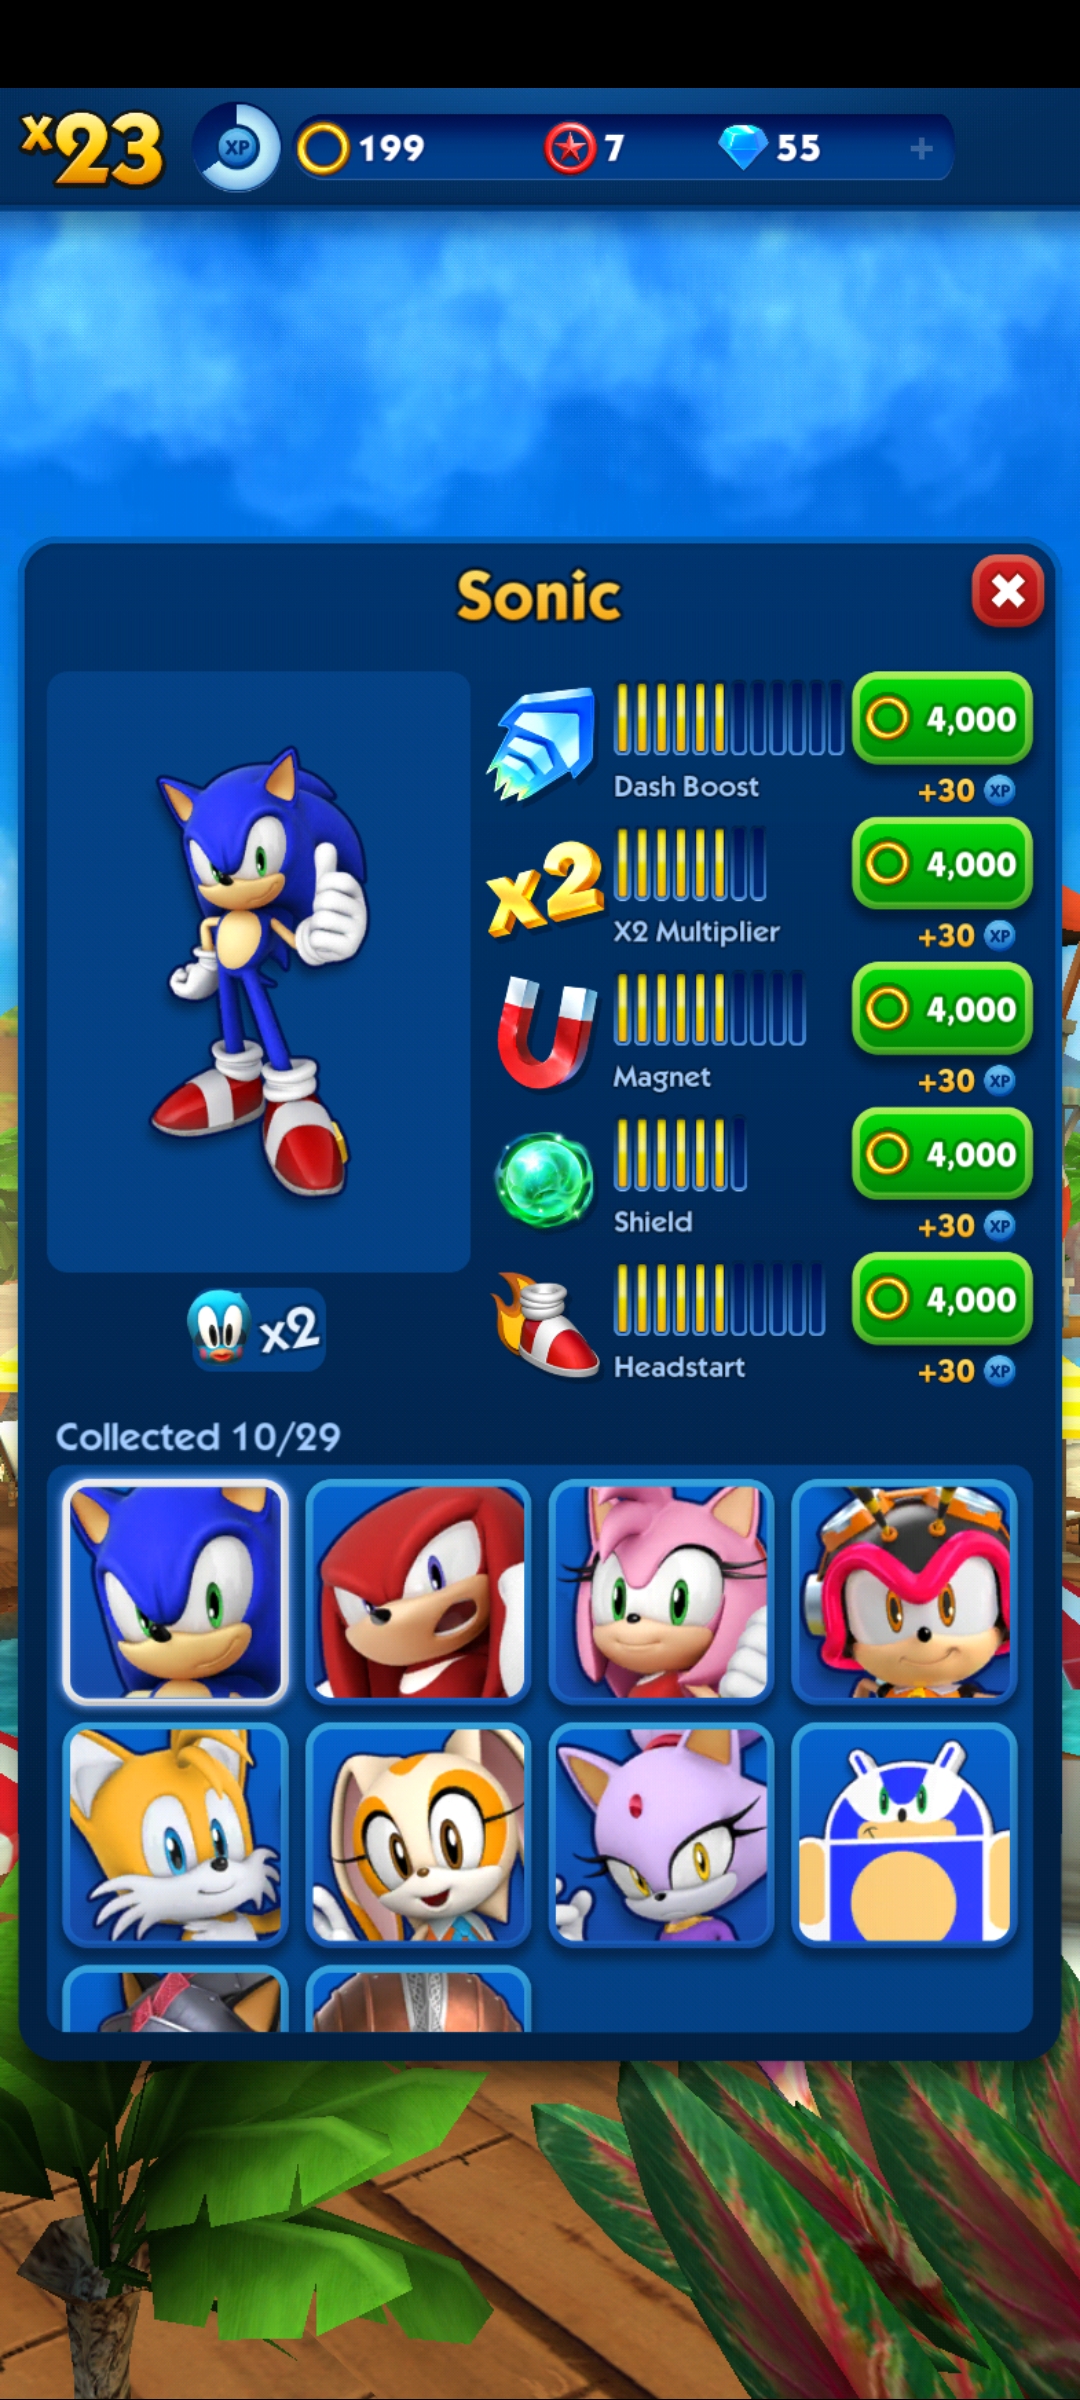 x23 XP 199 7 55 +
Sonic
4,000
Dash Boost +30 XP
x2 4,000
X2 Multiplier +30 XP
4,000
Magnet +30 XP
4,000
Shield +30 XP
4,000
Headstart +30 XP
x2
Collected 10/29